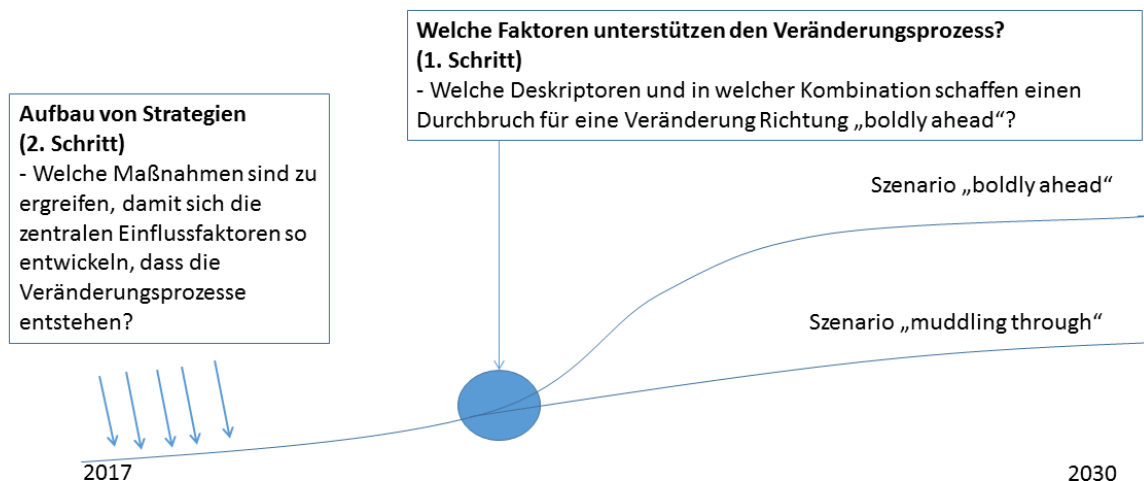 Welche Faktoren unterstützen den Veränderungsprozess?
(1. Schritt)
- Welche Deskriptoren und in welcher Kombination schaffen einen
Durchbruch für eine Veränderung Richtung „boldly ahead“?
Aufbau von Strategien
(2. Schritt)
- Welche Maßnahmen sind zu
ergreifen, damit sich die
zentralen Einflussfaktoren so
entwickeln, dass die
Veränderungsprozesse
entstehen?
Szenario „boldly ahead“
Szenario „muddling through“
2017
2030